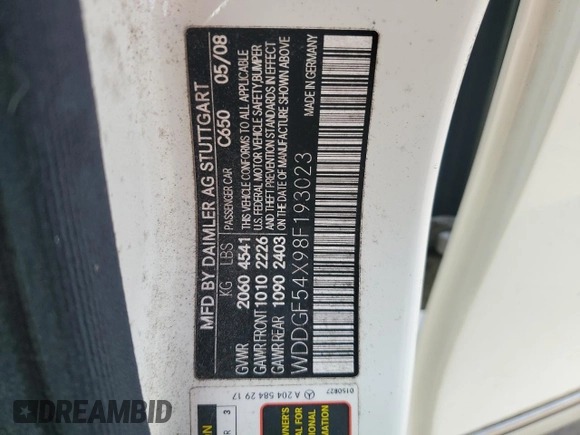 MFD BY DAIMLER AG STUTTGART
KG LBS PASSENGER CAR C650 05/08
GVWR 2060 4541 THIS VEHICLE CONFORMS TO ALL APPLICABLE
GAWR FRONT 1010 2226 U.S. FEDERAL MOTOR VEHICLE SAFETY, BUMPER
GAWR REAR 1090 2403 AND THEFT PREVENTION STANDARDS IN EFFECT
ON THE DATE OF MANUFACTURE SHOWN ABOVE
WDDGF54X98F193023 MADE IN GERMANY
A 204 584 29 17
3
AUTOBIDMASTER